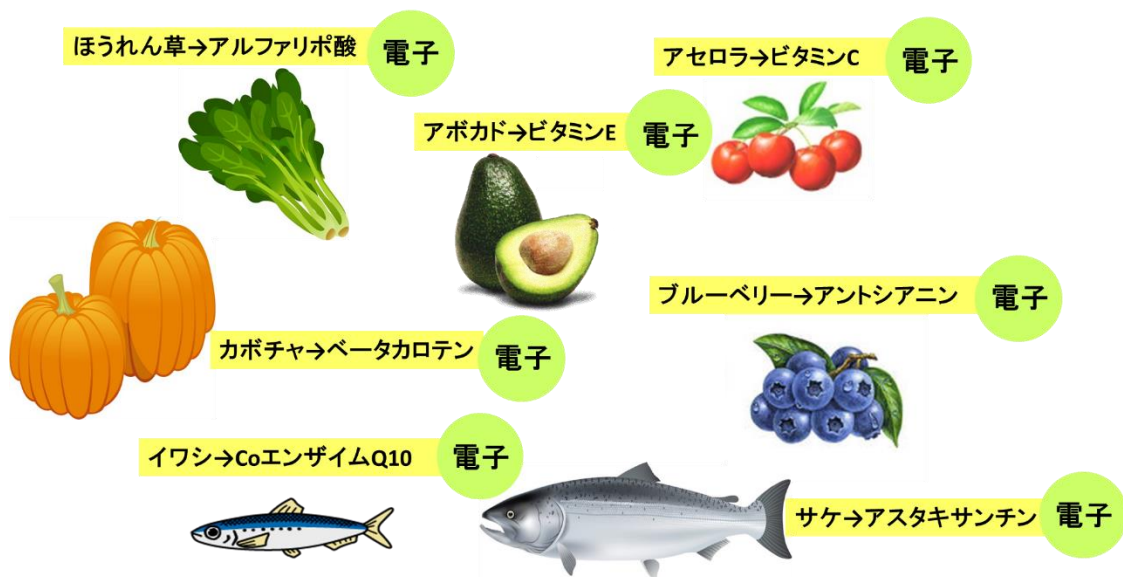 ほうれん草→アルファリポ酸 電子
アセロラ→ビタミンC 電子
アボカド→ビタミンE 電子
ブルーベリー→アントシアニン 電子
カボチャ→ベータカロテン 電子
イワシ→CoエンザイムQ10 電子
サケ→アスタキサンチン 電子